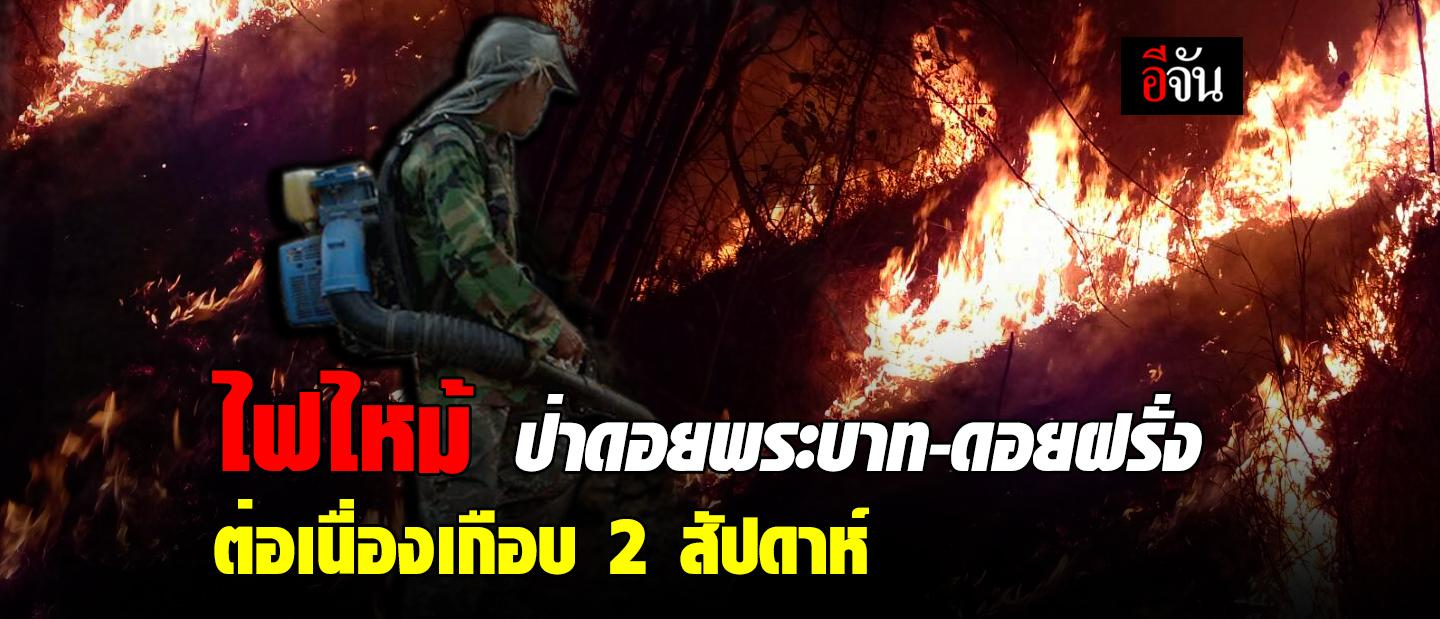 อีจัน
ไฟไหม้ ป่าดอยพระบาท-ดอยฝรั่ง
ต่อเนื่องเกือบ 2 สัปดาห์